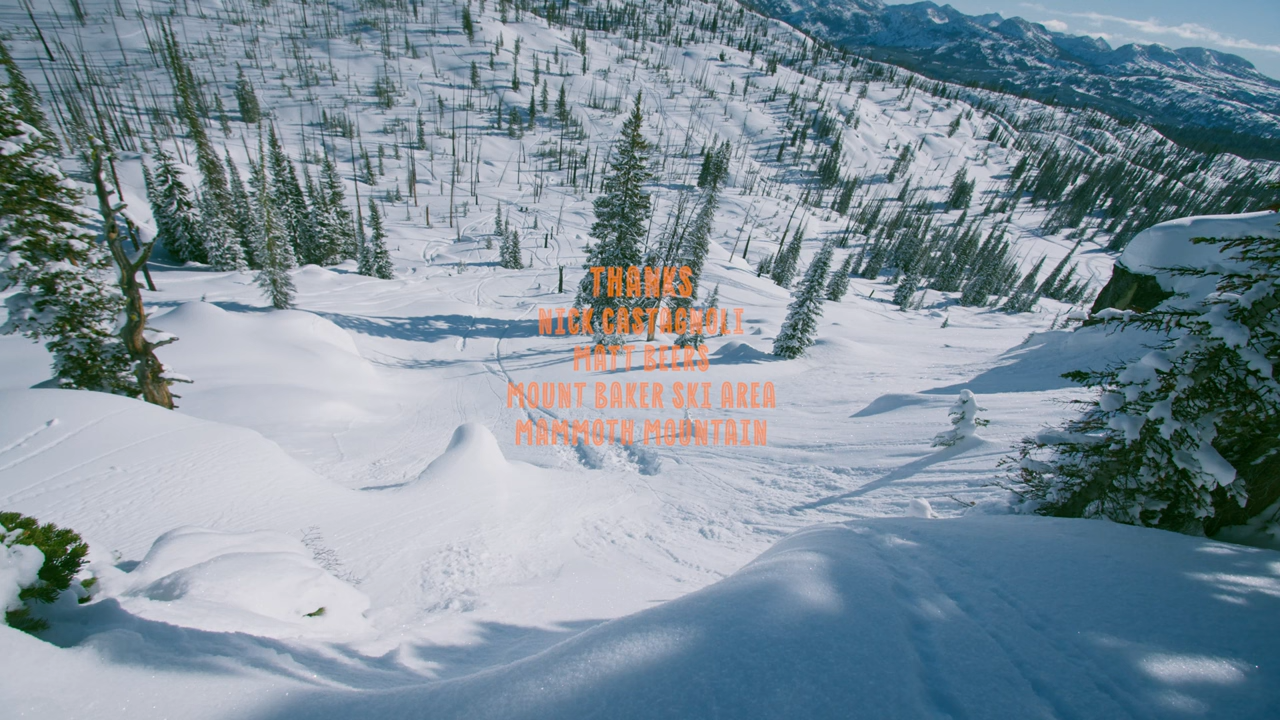 THANKS
NICK CASTAGNOLI
MATT BEERS
MOUNT BAKER SKI AREA
MAMMOTH MOUNTAIN